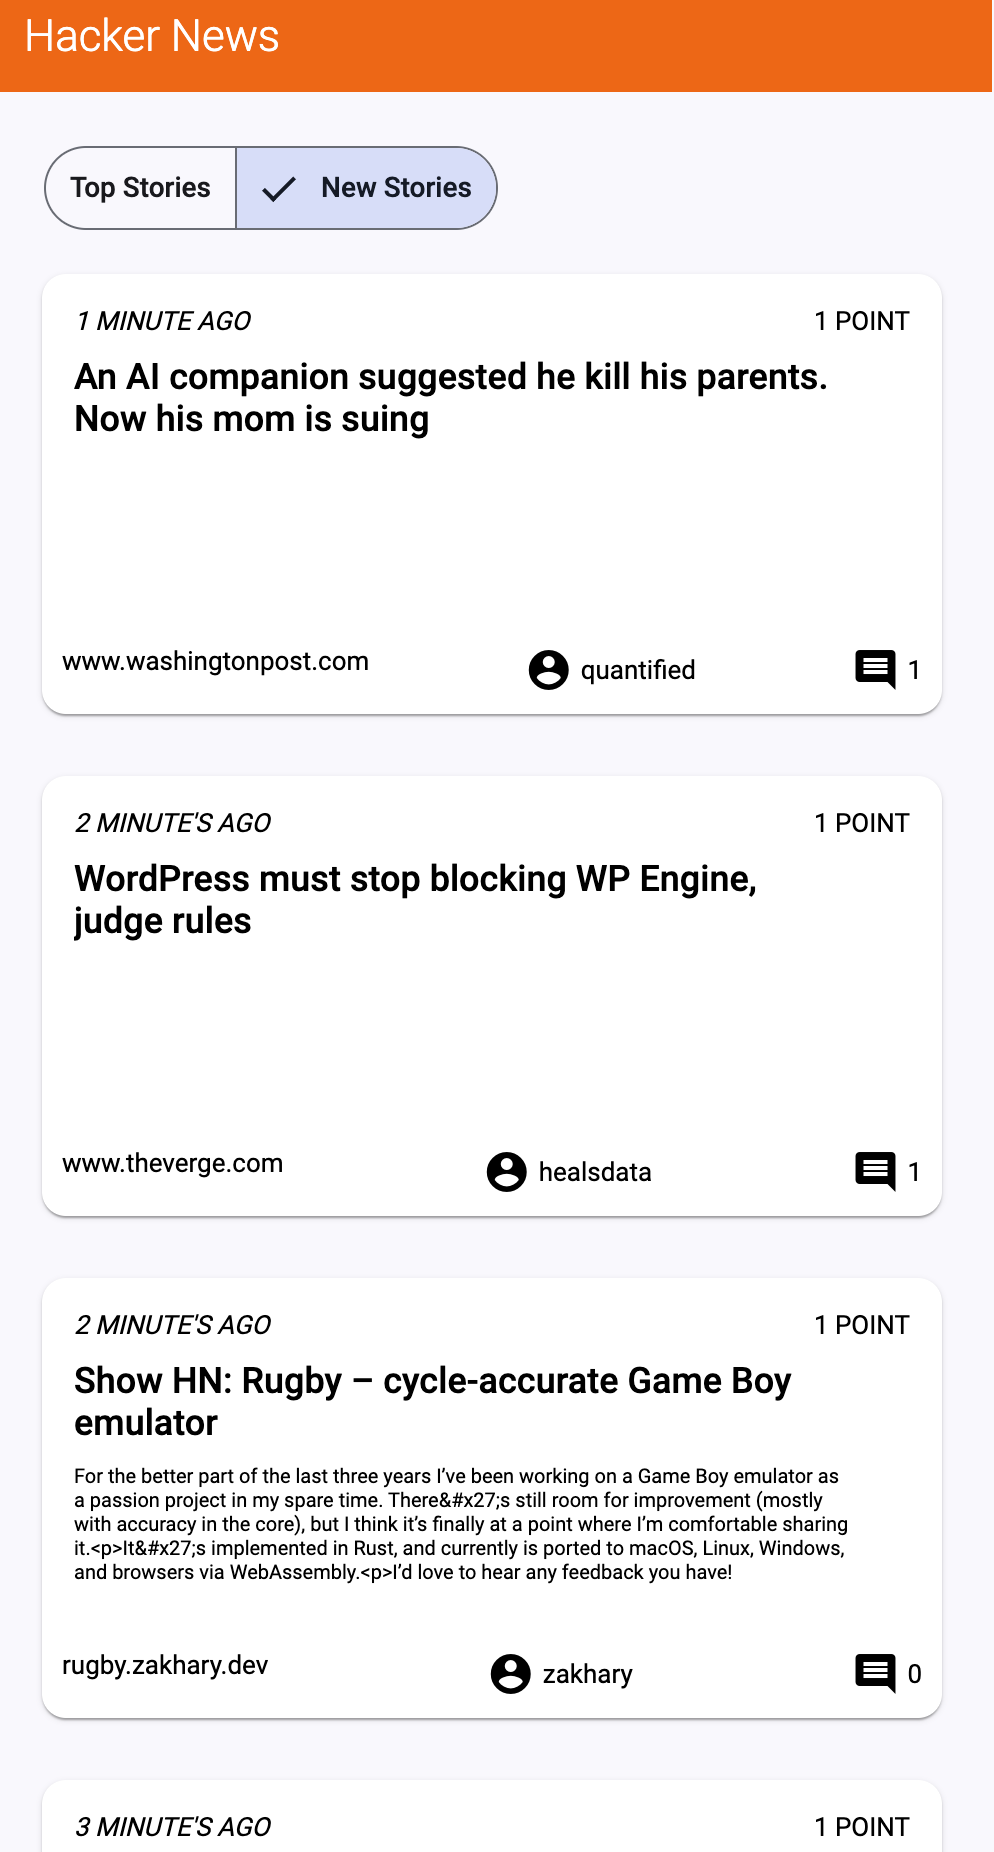 Hacker News
Top Stories
New Stories
1 MINUTE AGO
1 POINT
An AI companion suggested he kill his parents.
Now his mom is suing
www.washingtonpost.com
quantified
1
2 MINUTE'S AGO
1 POINT
WordPress must stop blocking WP Engine,
judge rules
www.theverge.com
healsdata
1
2 MINUTE'S AGO
1 POINT
Show HN: Rugby – cycle-accurate Game Boy
emulator
For the better part of the last three years I’ve been working on a Game Boy emulator as
a passion project in my spare time. There&#x27;s still room for improvement (mostly
with accuracy in the core), but I think it’s finally at a point where I’m comfortable sharing
it.<p>It&#x27;s implemented in Rust, and currently is ported to macOS, Linux, Windows,
and browsers via WebAssembly.<p>I’d love to hear any feedback you have!
rugby.zakhary.dev
zakhary
0
3 MINUTE'S AGO
1 POINT